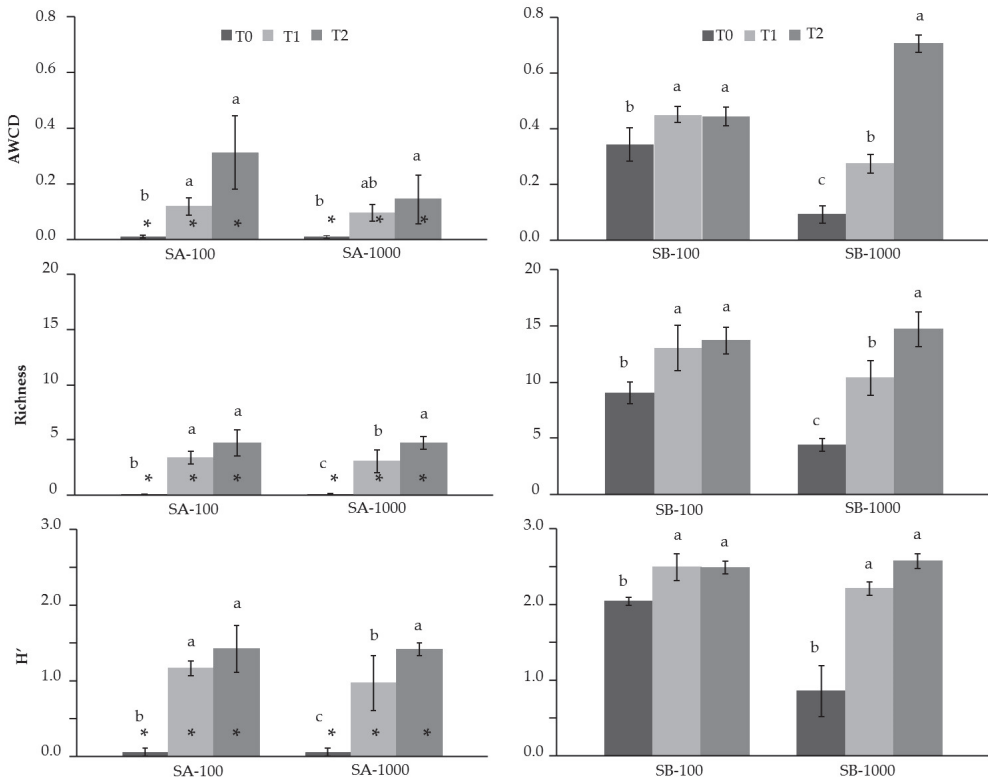 0.8
T0 T1 T2
0.6
a
0.4
a
b
ab
a
0.2
b
* * * * * *
0.0
SA-100 SA-1000
AWCD
0.8
T0 T1 T2
a
0.6
a a
b
0.4
b
c
0.2
0.0
SB-100 SB-1000
20
15
10
a a
5
a b
b c
* * * * * *
0
SA-100 SA-1000
Richness
20
a
a a
15
b b
10
c
5
0
SB-100 SB-1000
3.0
2.0
a a
a b
1.0
b c
* * * * * *
0.0
SA-100 SA-1000
H′
3.0
a a a
a
b
2.0
b
1.0
0.0
SB-100 SB-1000